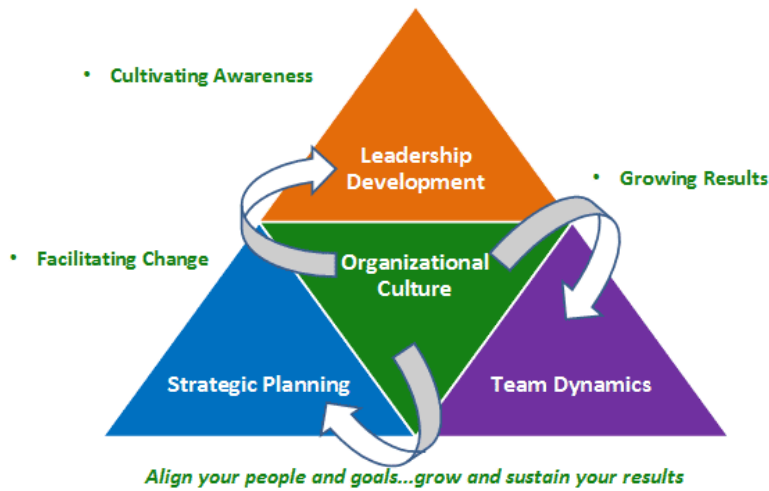 • Cultivating Awareness
Leadership
Development
• Growing Results
• Facilitating Change
Organizational
Culture
Strategic Planning
Team Dynamics
Align your people and goals...grow and sustain your results